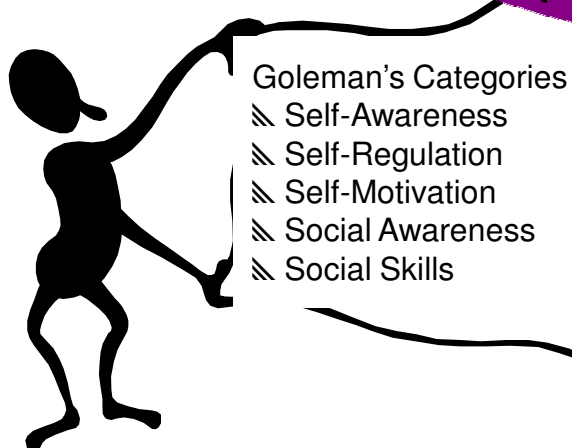 Goleman’s Categories
Self-Awareness
Self-Regulation
Self-Motivation
Social Awareness
Social Skills